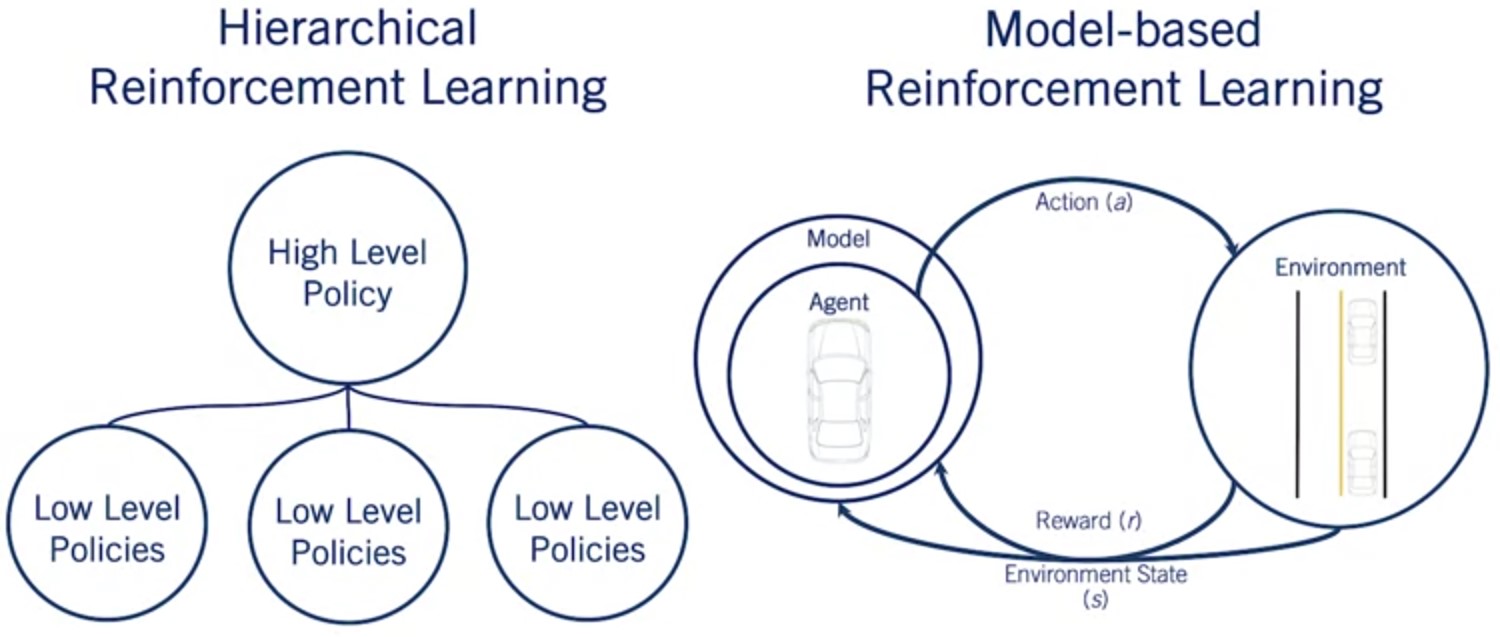 Hierarchical
Reinforcement Learning
High Level
Policy
Low Level
Policies
Low Level
Policies
Low Level
Policies
Model-based
Reinforcement Learning
Action (a)
Model
Agent
Environment
Reward (r)
Environment State
(s)